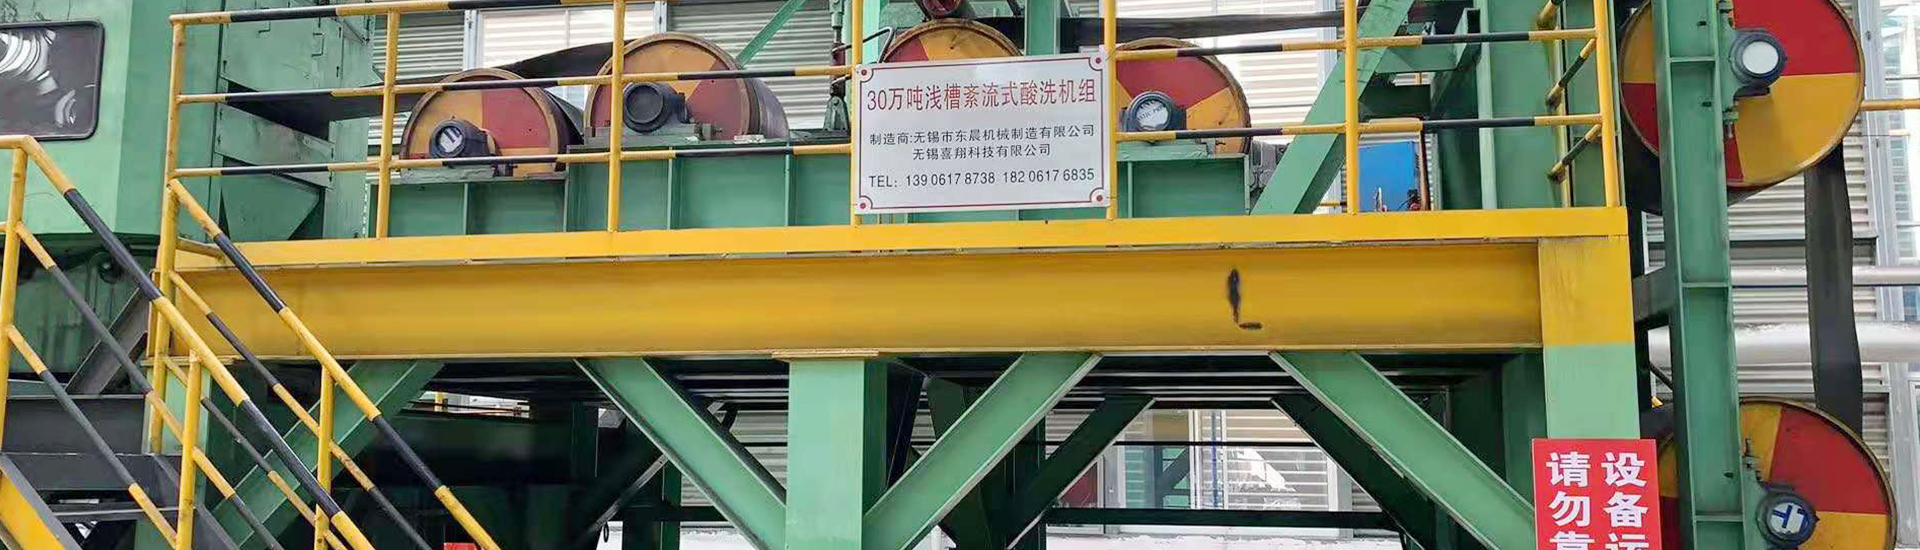 30万吨浅槽紊流式酸洗机组
制造商:无锡市东晨机械制造有限公司
无锡喜翔科技有限公司
TEL: 139 0617 8738 182 0617 6835
设备运
请勿靠